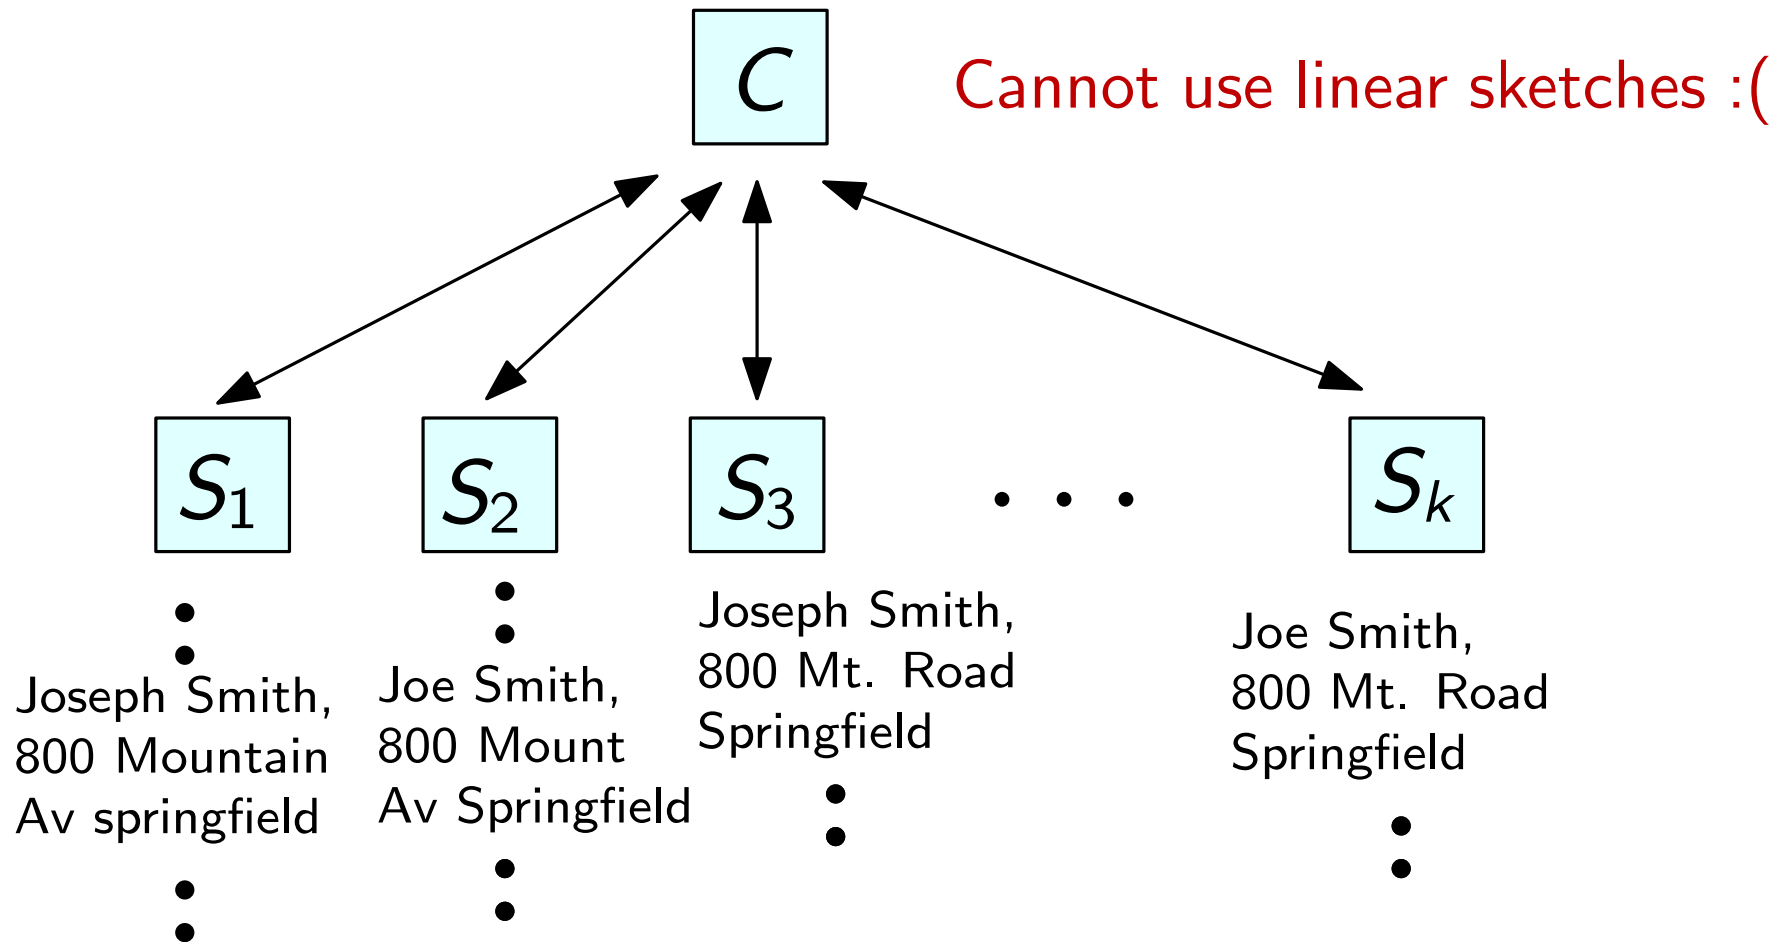 C
Cannot use linear sketches :(
S1
S2
S3
Sk
Joseph Smith,
800 Mountain
Av springfield
Joe Smith,
800 Mount
Av Springfield
Joseph Smith,
800 Mt. Road
Springfield
Joe Smith,
800 Mt. Road
Springfield